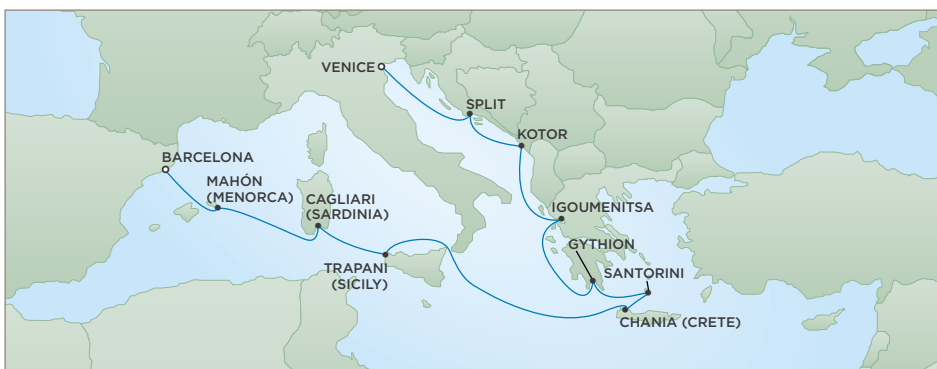 VENICE
SPLIT
KOTOR
BARCELONA
MAHÓN
(MENORCA)
CAGLIARI
(SARDINIA)
IGOUMENITSA
GYTHION
TRAPANI
(SICILY)
SANTORINI
CHANIA (CRETE)